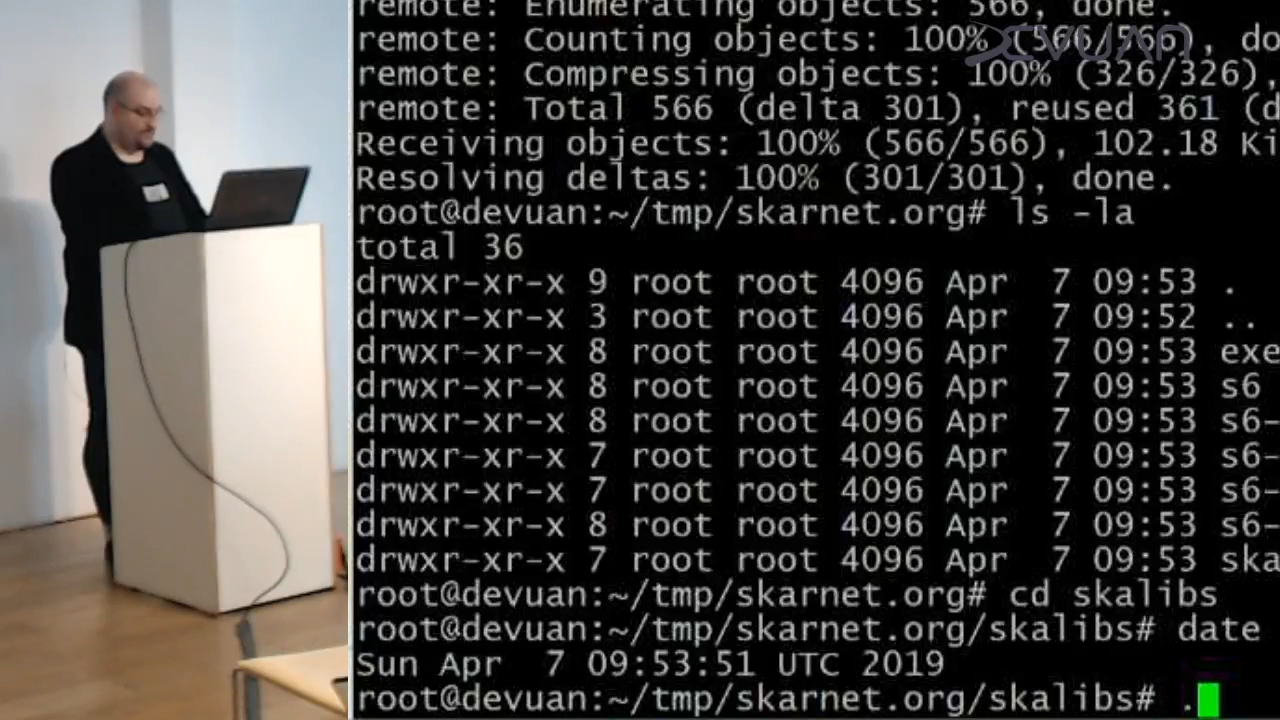 remote: Enumerating objects: 566, done.
remote: Counting objects: 100% (566/566), do
remote: Compressing objects: 100% (326/326),
remote: Total 566 (delta 301), reused 361 (d
Receiving objects: 100% (566/566), 102.18 Ki
Resolving deltas: 100% (301/301), done.
root@devuan:~/tmp/skarnet.org# ls -la
total 36
drwxr-xr-x 9 root root 4096 Apr  7 09:53 .
drwxr-xr-x 3 root root 4096 Apr  7 09:52 ..
drwxr-xr-x 8 root root 4096 Apr  7 09:53 exe
drwxr-xr-x 8 root root 4096 Apr  7 09:53 s6
drwxr-xr-x 8 root root 4096 Apr  7 09:53 s6-
drwxr-xr-x 7 root root 4096 Apr  7 09:53 s6-
drwxr-xr-x 7 root root 4096 Apr  7 09:53 s6-
drwxr-xr-x 8 root root 4096 Apr  7 09:53 s6-
drwxr-xr-x 7 root root 4096 Apr  7 09:53 ska
root@devuan:~/tmp/skarnet.org# cd skalibs
root@devuan:~/tmp/skarnet.org/skalibs# date
Sun Apr  7 09:53:51 UTC 2019
root@devuan:~/tmp/skarnet.org/skalibs# .
DEVUAN